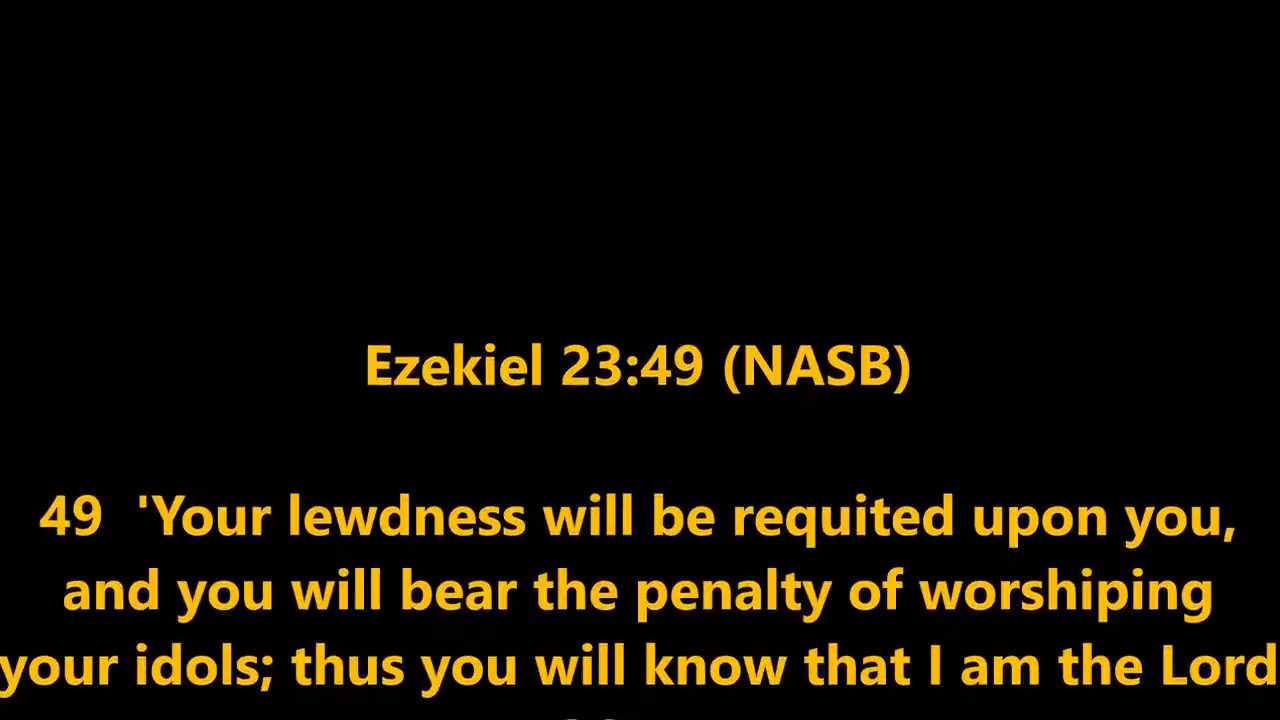 Ezekiel 23:49 (NASB)
49  'Your lewdness will be requited upon you,
and you will bear the penalty of worshiping
your idols; thus you will know that I am the Lord